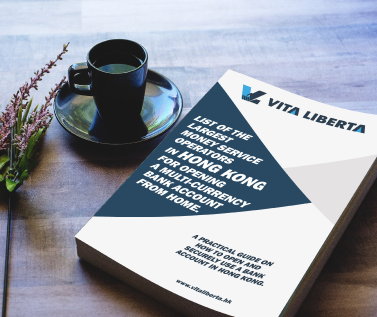 VITA LIBERTA
LIST OF THE
LARGEST
MONEY SERVICE
OPERATORS
IN HONG KONG
FOR OPENING
A MULTI-CURRENCY
BANK ACCOUNT
FROM HOME.
A PRACTICAL GUIDE ON
HOW TO OPEN AND
SECURELY USE A BANK
ACCOUNT IN HONG KONG.
www.vitaliberta.hk